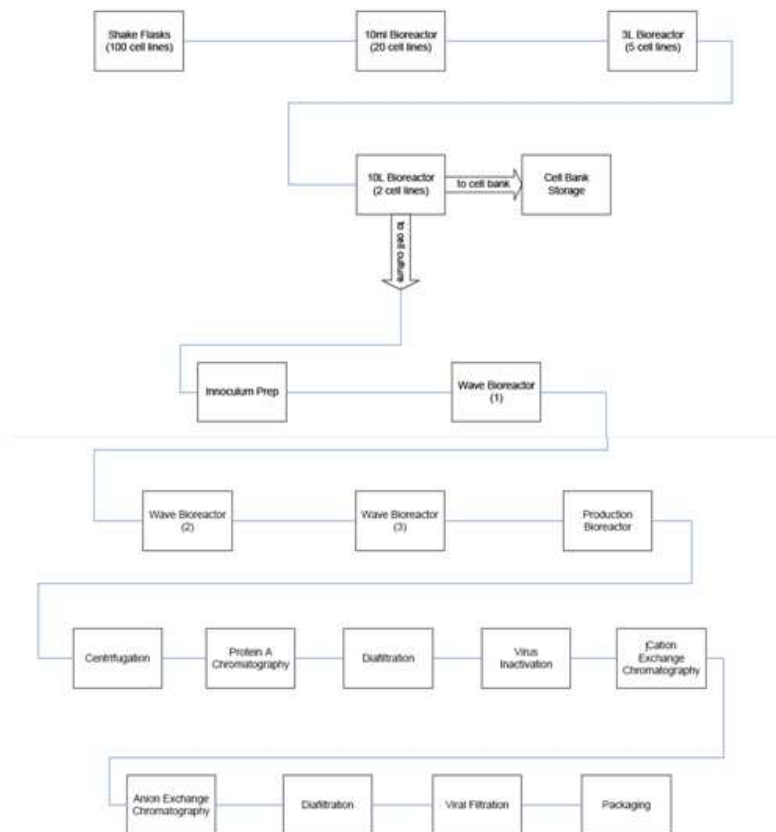 Shake Flasks
(100 cell lines)
10ml Bioreactor
(20 cell lines)
3L Bioreactor
(5 cell lines)
10L Bioreactor
(2 cell lines)
to cell bank
Cell Bank
Storage
to cell culture
Innoculum Prep
Wave Bioreactor
(1)
Wave Bioreactor
(2)
Wave Bioreactor
(3)
Production
Bioreactor
Centrifugation
Protein A
Chromatography
Diafiltration
Virus
Inactivation
Cation
Exchange
Chromatography
Anion Exchange
Chromatography
Diafiltration
Viral Filtration
Packaging